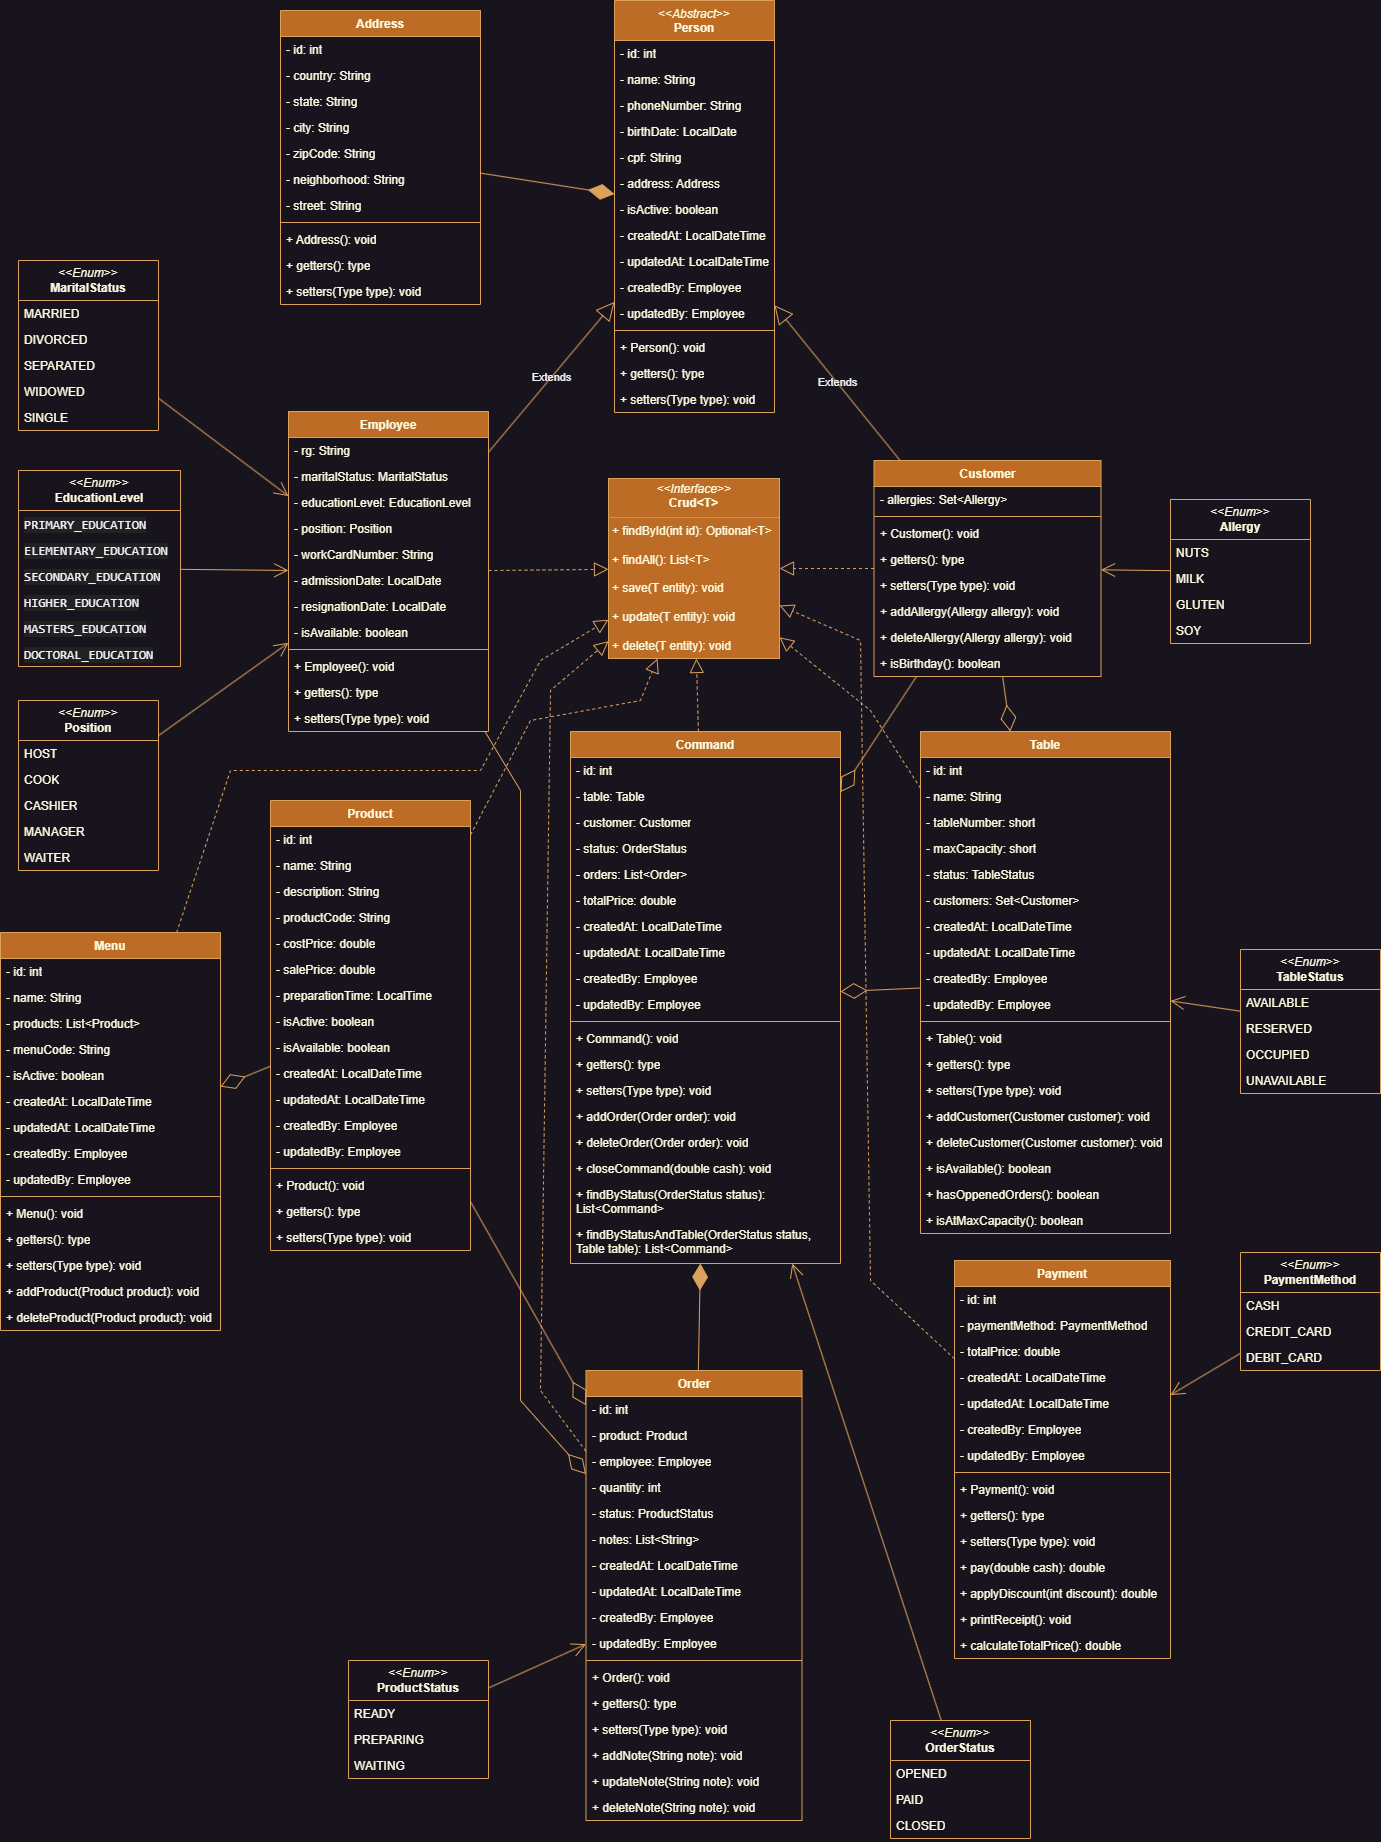 Address
- id: int
- country: String
- state: String
- city: String
- zipCode: String
- neighborhood: String
- street: String
+ Address(): void
+ getters(): type
+ setters(Type type): void
<<Abstract>>
Person
- id: int
- name: String
- phoneNumber: String
- birthDate: LocalDate
- cpf: String
- address: Address
- isActive: boolean
- createdAt: LocalDateTime
- updatedAt: LocalDateTime
- createdBy: Employee
- updatedBy: Employee
+ Person(): void
+ getters(): type
+ setters(Type type): void
<<Enum>>
MaritalStatus
MARRIED
DIVORCED
SEPARATED
WIDOWED
SINGLE
Extends
Extends
<<Enum>>
EducationLevel
PRIMARY_EDUCATION
ELEMENTARY_EDUCATION
SECONDARY_EDUCATION
HIGHER_EDUCATION
MASTERS_EDUCATION
DOCTORAL_EDUCATION
Employee
- rg: String
- maritalStatus: MaritalStatus
- educationLevel: EducationLevel
- position: Position
- workCardNumber: String
- admissionDate: LocalDate
- resignationDate: LocalDate
- isAvailable: boolean
+ Employee(): void
+ getters(): type
+ setters(Type type): void
<<Interface>>
Crud<T>
+ findById(int id): Optional<T>
+ findAll(): List<T>
+ save(T entity): void
+ update(T entity): void
+ delete(T entity): void
Customer
- allergies: Set<Allergy>
+ Customer(): void
+ getters(): type
+ setters(Type type): void
+ addAllergy(Allergy allergy): void
+ deleteAllergy(Allergy allergy): void
+ isBirthday(): boolean
<<Enum>>
Allergy
NUTS
MILK
GLUTEN
SOY
<<Enum>>
Position
HOST
COOK
CASHIER
MANAGER
WAITER
Product
- id: int
- name: String
- description: String
- productCode: String
- costPrice: double
- salePrice: double
- preparationTime: LocalTime
- isActive: boolean
- isAvailable: boolean
- createdAt: LocalDateTime
- updatedAt: LocalDateTime
- createdBy: Employee
- updatedBy: Employee
+ Product(): void
+ getters(): type
+ setters(Type type): void
Command
- id: int
- table: Table
- customer: Customer
- status: OrderStatus
- orders: List<Order>
- totalPrice: double
- createdAt: LocalDateTime
- updatedAt: LocalDateTime
- createdBy: Employee
- updatedBy: Employee
+ Command(): void
+ getters(): type
+ setters(Type type): void
+ addOrder(Order order): void
+ deleteOrder(Order order): void
+ closeCommand(double cash): void
+ findByStatus(OrderStatus status):
List<Command>
+ findByStatusAndTable(OrderStatus status,
Table table): List<Command>
Table
- id: int
- name: String
- tableNumber: short
- maxCapacity: short
- status: TableStatus
- customers: Set<Customer>
- createdAt: LocalDateTime
- updatedAt: LocalDateTime
- createdBy: Employee
- updatedBy: Employee
+ Table(): void
+ getters(): type
+ setters(Type type): void
+ addCustomer(Customer customer): void
+ deleteCustomer(Customer customer): void
+ isAvailable(): boolean
+ hasOppenedOrders(): boolean
+ isAtMaxCapacity(): boolean
Menu
- id: int
- name: String
- products: List<Product>
- menuCode: String
- isActive: boolean
- createdAt: LocalDateTime
- updatedAt: LocalDateTime
- createdBy: Employee
- updatedBy: Employee
+ Menu(): void
+ getters(): type
+ setters(Type type): void
+ addProduct(Product product): void
+ deleteProduct(Product product): void
<<Enum>>
TableStatus
AVAILABLE
RESERVED
OCCUPIED
UNAVAILABLE
Payment
- id: int
- paymentMethod: PaymentMethod
- totalPrice: double
- createdAt: LocalDateTime
- updatedAt: LocalDateTime
- createdBy: Employee
- updatedBy: Employee
+ Payment(): void
+ getters(): type
+ setters(Type type): void
+ pay(double cash): double
+ applyDiscount(int discount): double
+ printReceipt(): void
+ calculateTotalPrice(): double
<<Enum>>
PaymentMethod
CASH
CREDIT_CARD
DEBIT_CARD
Order
- id: int
- product: Product
- employee: Employee
- quantity: int
- status: ProductStatus
- notes: List<String>
- createdAt: LocalDateTime
- updatedAt: LocalDateTime
- createdBy: Employee
- updatedBy: Employee
+ Order(): void
+ getters(): type
+ setters(Type type): void
+ addNote(String note): void
+ updateNote(String note): void
+ deleteNote(String note): void
<<Enum>>
ProductStatus
READY
PREPARING
WAITING
<<Enum>>
OrderStatus
OPENED
PAID
CLOSED